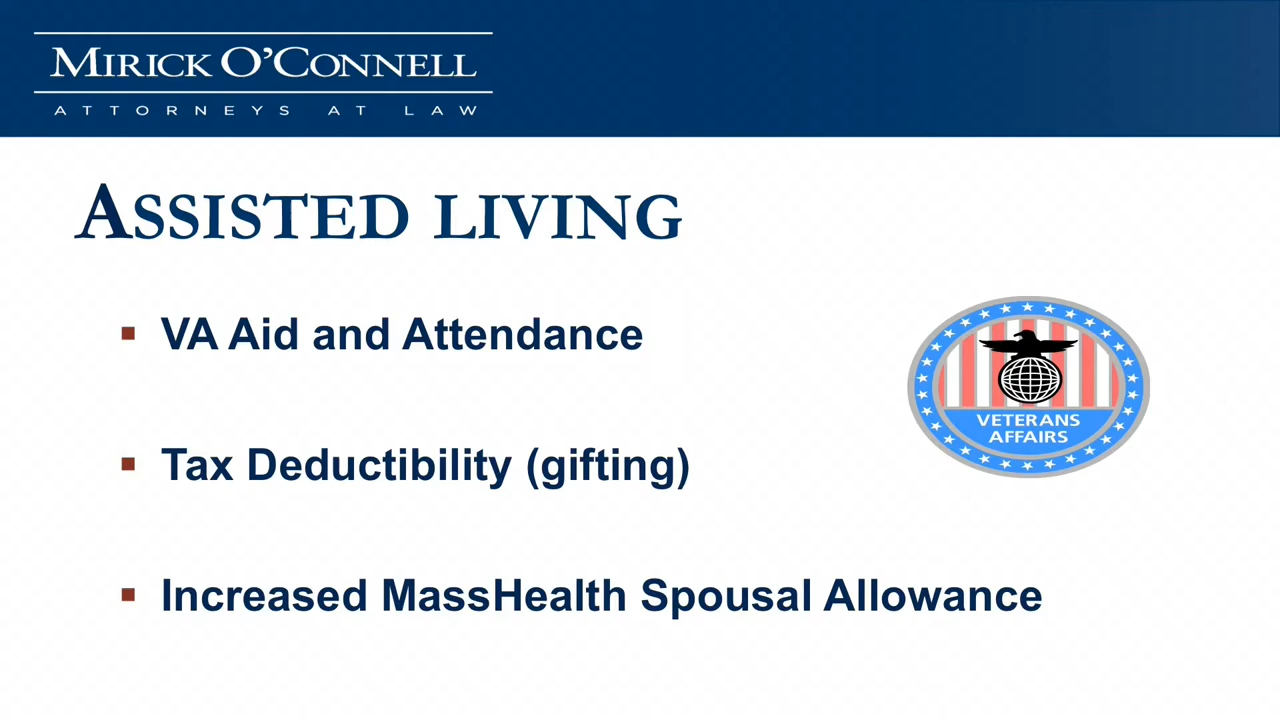 MIRICK O'CONNELL
ATTORNEYS AT LAW
ASSISTED LIVING
▪ VA Aid and Attendance
▪ Tax Deductibility (gifting)
▪ Increased MassHealth Spousal Allowance
VETERANS
AFFAIRS